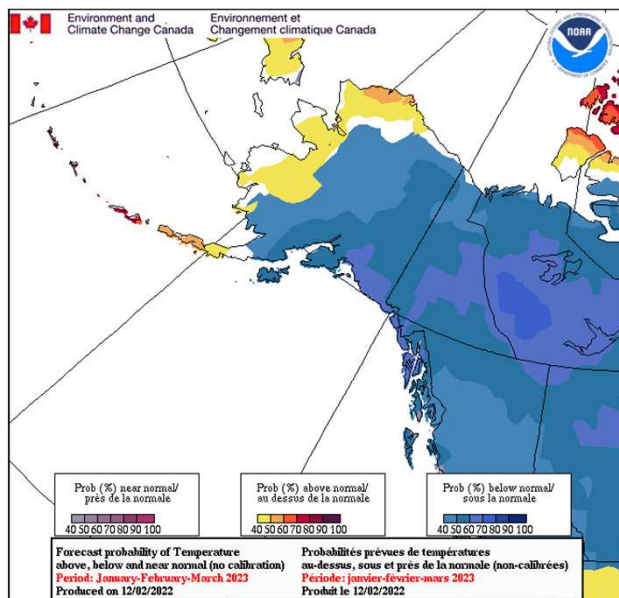 Environment and
Climate Change Canada
Environnement et
Changement climatique Canada
NOAA
Prob (%) near normal/
près de la normale
40 50 60 70 80 90 100
Prob (%) above normal/
au dessus de la normale
40 50 60 70 80 90 100
Prob (%) below normal/
sous la normale
40 50 60 70 80 90 100
Forecast probability of Temperature
above, below and near normal (no calibration)
Period: January-February-March 2023
Produced on 12/02/2022
Probabilités prévues de températures
au-dessus, sous et près de la normale (non-calibrées)
Période: janvier-février-mars 2023
Produit le 12/02/2022